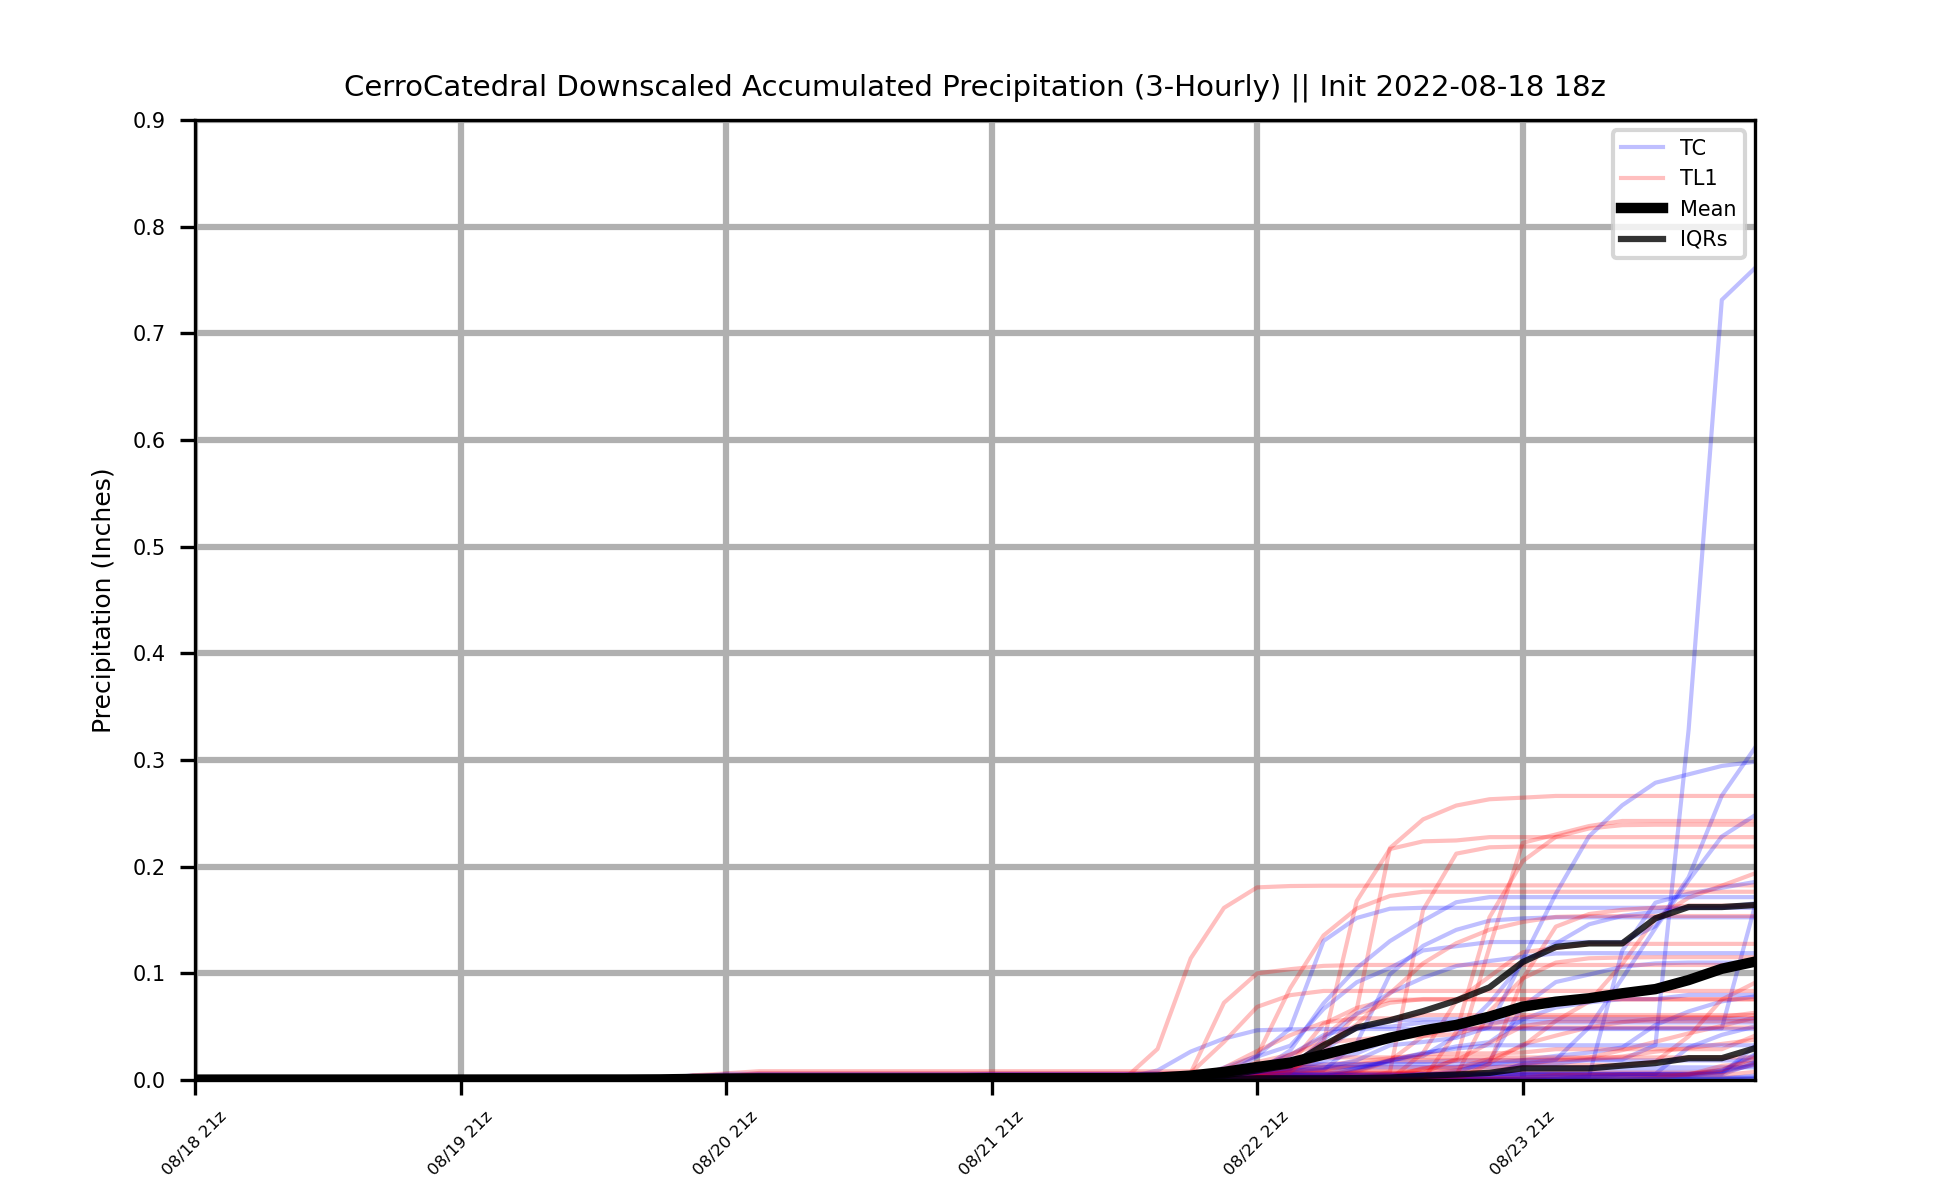 CerroCatedral Downscaled Accumulated Precipitation (3-Hourly) || Init 2022-08-18 18z
TC
TL1
Mean
IQRs
Precipitation (Inches)
0.9
0.8
0.7
0.6
0.5
0.4
0.3
0.2
0.1
0.0
08/18 21z
08/19 21z
08/20 21z
08/21 21z
08/22 21z
08/23 21z